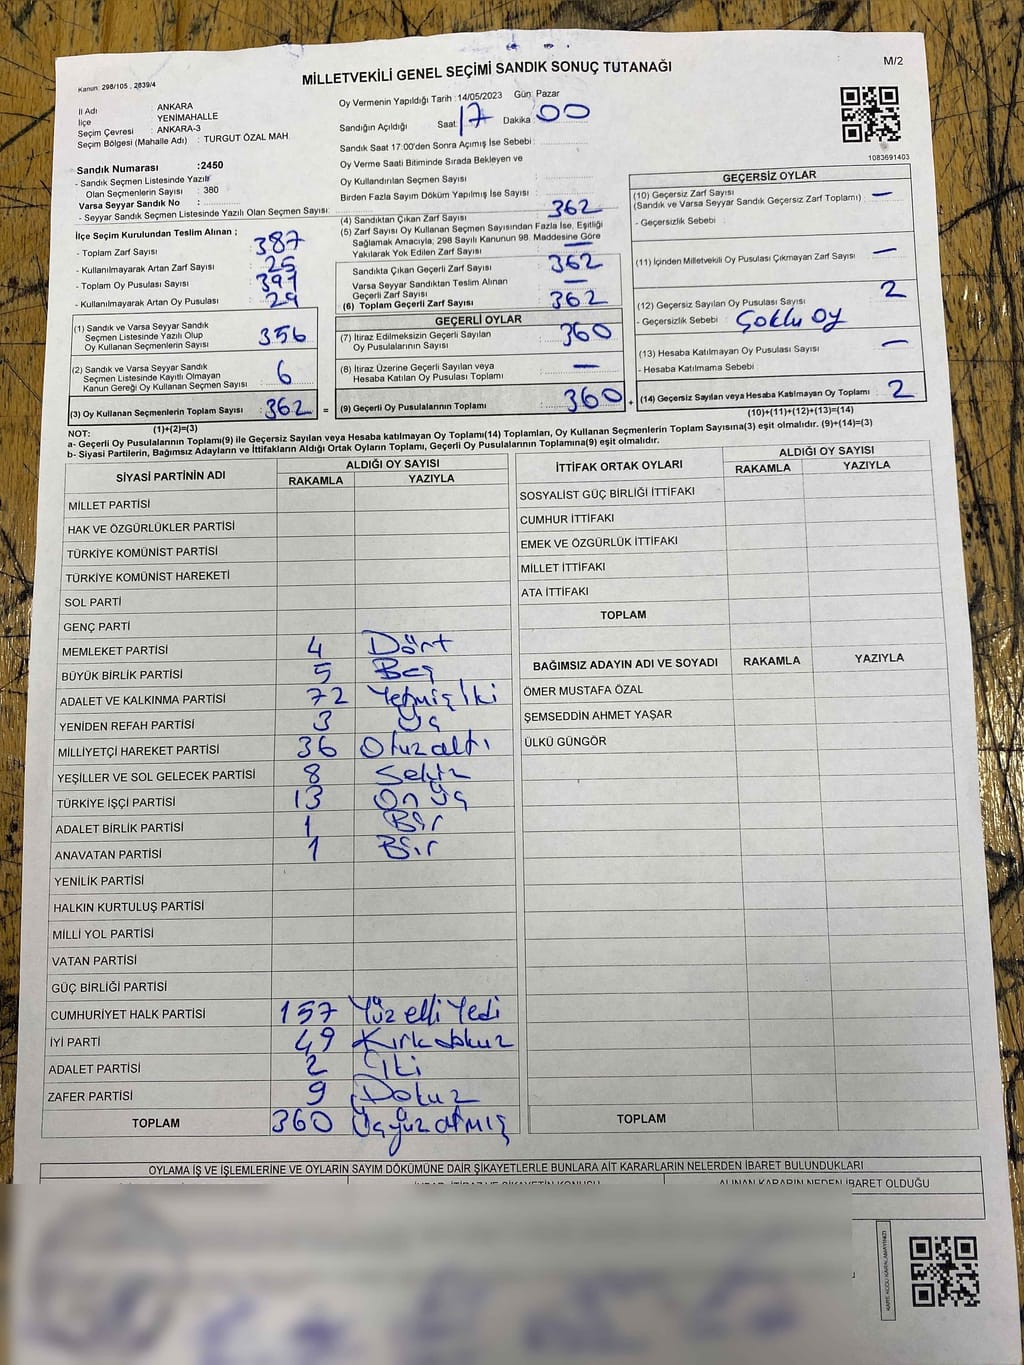 Kanun: 298/105 , 2839/4
MİLLETVEKİLİ GENEL SEÇİMİ SANDIK SONUÇ TUTANAĞI
M/2
İl Adı : ANKARA
İlçe YENİMAHALLE
Seçim Çevresi : ANKARA-3
Seçim Bölgesi (Mahalle Adı) : TURGUT ÖZAL MAH.
Sandık Numarası :2450
- Sandık Seçmen Listesinde Yazılı
Olan Seçmenlerin Sayısı : 380
Varsa Seyyar Sandık No :
- Seyyar Sandık Seçmen Listesinde Yazılı Olan Seçmen Sayısı:
İlçe Seçim Kurulundan Teslim Alınan ;
- Toplam Zarf Sayısı : 387
- Kullanılmayarak Artan Zarf Sayısı : 25
- Toplam Oy Pusulası Sayısı : 391
- Kullanılmayarak Artan Oy Pusulası : 29
(1) Sandık ve Varsa Seyyar Sandık
Seçmen Listesinde Yazılı Olup
Oy Kullanan Seçmenlerin Sayısı : 356
(2) Sandık ve Varsa Seyyar Sandık
Seçmen Listesinde Kayıtlı Olmayan
Kanun Gereği Oy Kullanan Seçmen Sayısı : 6
(3) Oy Kullanan Seçmenlerin Toplam Sayısı : 362 =
(1)+(2)=(3)
Oy Vermenin Yapıldığı Tarih :14/05/2023 Gün: Pazar
Sandığın Açıldığı Saat: 17 Dakika : 00
Sandık Saat 17:00'den Sonra Açımış İse Sebebi :
Oy Verme Saati Bitiminde Sırada Bekleyen ve
Oy Kullandırılan Seçmen Sayısı :
Birden Fazla Sayım Döküm Yapılmış İse Sayısı :
(4) Sandıktan Çıkan Zarf Sayısı : 362
(5) Zarf Sayısı Oy Kullanan Seçmen Sayısından Fazla İse, Eşitliği
Sağlamak Amacıyla, 298 Sayılı Kanunun 98. Maddesine Göre
Yakılarak Yok Edilen Zarf Sayısı : —
Sandıkta Çıkan Geçerli Zarf Sayısı : 362
Varsa Seyyar Sandıktan Teslim Alınan
Geçerli Zarf Sayısı : —
(6) Toplam Geçerli Zarf Sayısı : 362
GEÇERLİ OYLAR
(7) İtiraz Edilmeksizin Geçerli Sayılan
Oy Pusulalarının Sayısı : 360
(8) İtiraz Üzerine Geçerli Sayılan veya
Hesaba Katılan Oy Pusulası Toplamı : —
(9) Geçerli Oy Pusulalarının Toplamı : 360 +
1083691403
GEÇERSİZ OYLAR
(10) Geçersiz Zarf Sayısı
(Sandık ve Varsa Seyyar Sandık Geçersiz Zarf Toplamı) : —
- Geçersizlik Sebebi :
(11) İçinden Milletvekili Oy Pusulası Çıkmayan Zarf Sayısı : —
(12) Geçersiz Sayılan Oy Pusulası Sayısı : 2
- Geçersizlik Sebebi : Çoklu oy
(13) Hesaba Katılmayan Oy Pusulası Sayısı : —
- Hesaba Katılmama Sebebi :
(14) Geçersiz Sayılan veya Hesaba Katılmayan Oy Toplamı : 2
(10)+(11)+(12)+(13)=(14)
NOT:
a- Geçerli Oy Pusulalarının Toplamı(9) ile Geçersiz Sayılan veya Hesaba katılmayan Oy Toplamı(14) Toplamları, Oy Kullanan Seçmenlerin Toplam Sayısına(3) eşit olmalıdır. (9)+(14)=(3)
b- Siyasi Partilerin, Bağımsız Adayların ve İttifakların Aldığı Ortak Oyların Toplamı, Geçerli Oy Pusulalarının Toplamına(9) eşit olmalıdır.
SİYASİ PARTİNİN ADI ALDIĞI OY SAYISI
RAKAMLA YAZIYLA
MİLLET PARTİSİ
HAK VE ÖZGÜRLÜKLER PARTİSİ
TÜRKİYE KOMÜNİST PARTİSİ
TÜRKİYE KOMÜNİST HAREKETİ
SOL PARTİ
GENÇ PARTİ
MEMLEKET PARTİSİ 4 Dört
BÜYÜK BİRLİK PARTİSİ 5 Beş
ADALET VE KALKINMA PARTİSİ 72 Yetmiş İki
YENİDEN REFAH PARTİSİ 3 Üç
MİLLİYETÇİ HAREKET PARTİSİ 36 Otuz altı
YEŞİLLER VE SOL GELECEK PARTİSİ 8 Sekiz
TÜRKİYE İŞÇİ PARTİSİ 13 On üç
ADALET BİRLİK PARTİSİ 1 Bir
ANAVATAN PARTİSİ 1 Bir
YENİLİK PARTİSİ
HALKIN KURTULUŞ PARTİSİ
MİLLİ YOL PARTİSİ
VATAN PARTİSİ
GÜÇ BİRLİĞİ PARTİSİ
CUMHURİYET HALK PARTİSİ 157 Yüz elli Yedi
İYİ PARTİ 49 Kırkdokuz
ADALET PARTİSİ 2 İki
ZAFER PARTİSİ 9 Dokuz
TOPLAM 360 Üçyüz atmış
İTTİFAK ORTAK OYLARI ALDIĞI OY SAYISI
RAKAMLA YAZIYLA
SOSYALİST GÜÇ BİRLİĞİ İTTİFAKI
CUMHUR İTTİFAKI
EMEK VE ÖZGÜRLÜK İTTİFAKI
MİLLET İTTİFAKI
ATA İTTİFAKI
TOPLAM
BAĞIMSIZ ADAYIN ADI VE SOYADI RAKAMLA YAZIYLA
ÖMER MUSTAFA ÖZAL
ŞEMSEDDİN AHMET YAŞAR
ÜLKÜ GÜNGÖR
TOPLAM
OYLAMA İŞ VE İŞLEMLERİNE VE OYLARIN SAYIM DÖKÜMÜNE DAİR ŞİKAYETLERLE BUNLARA AİT KARARLARIN NELERDEN İBARET BULUNDUKLARI
ALINAN KARARIN NEDEN İBARET OLDUĞU